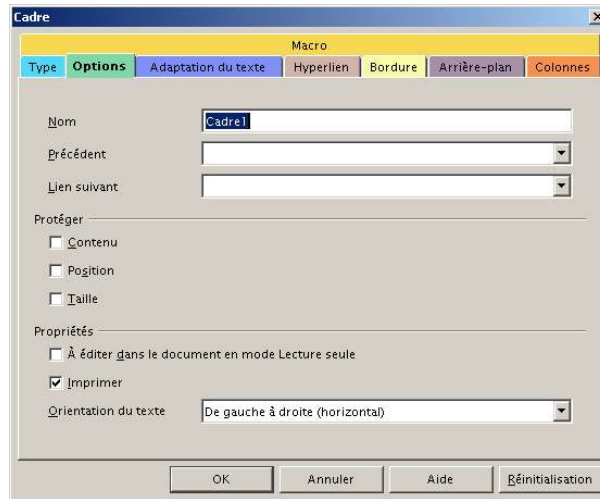 Cadre
Macro
Type Options Adaptation du texte Hyperlien Bordure Arrière-plan Colonnes
Nom Cadre1
Précédent
Lien suivant
Protéger
Contenu
Position
Taille
Propriétés
À éditer dans le document en mode Lecture seule
Imprimer
Orientation du texte De gauche à droite (horizontal)
OK Annuler Aide Réinitialisation